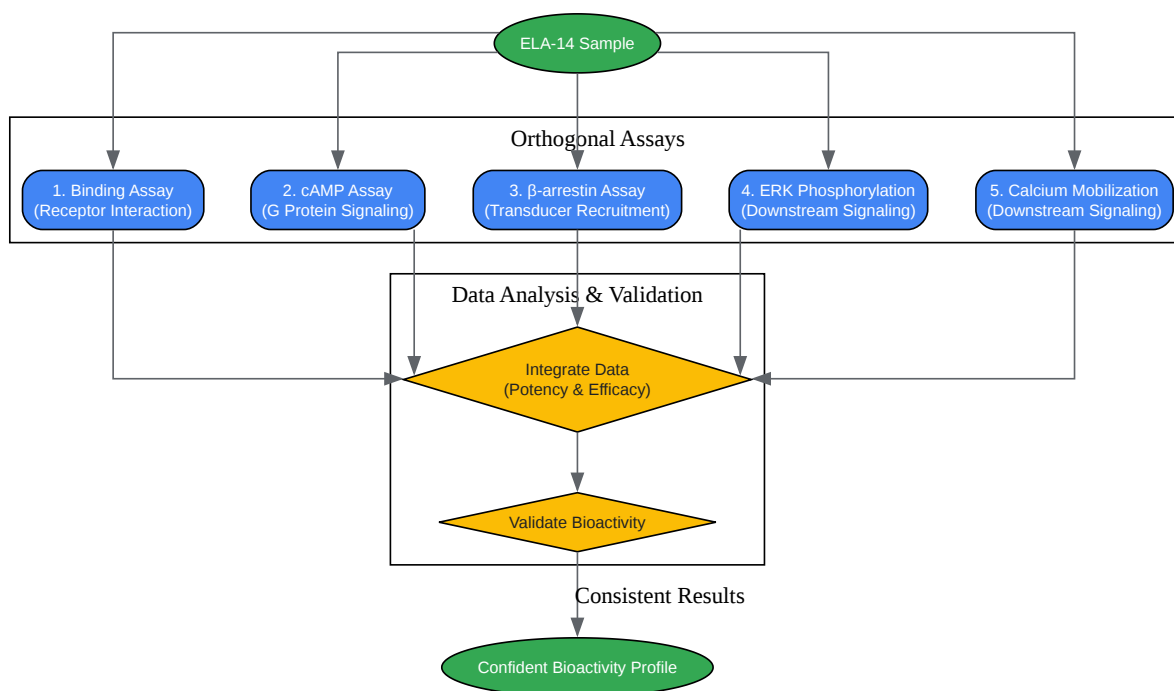 ELA-14 Sample
Orthogonal Assays
1. Binding Assay
(Receptor Interaction)
2. cAMP Assay
(G Protein Signaling)
3. β-arrestin Assay
(Transducer Recruitment)
4. ERK Phosphorylation
(Downstream Signaling)
5. Calcium Mobilization
(Downstream Signaling)
Data Analysis & Validation
Integrate Data
(Potency & Efficacy)
Validate Bioactivity
Consistent Results
Confident Bioactivity Profile